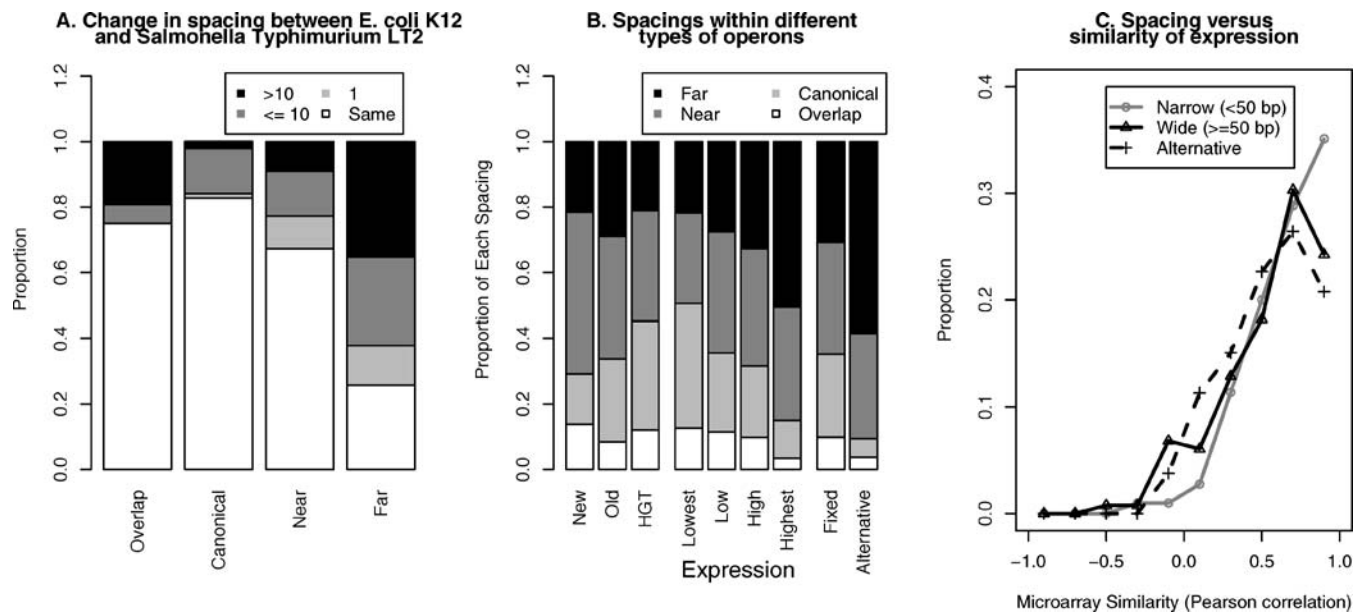 A. Change in spacing between E. coli K12
and Salmonella Typhimurium LT2
Proportion
0.0 0.2 0.4 0.6 0.8 1.0 1.2
>10 1
<= 10 Same
Overlap Canonical Near Far
B. Spacings within different
types of operons
Proportion of Each Spacing
0.0 0.2 0.4 0.6 0.8 1.0 1.2
Far Canonical
Near Overlap
New Old HGT Lowest Low High Highest Fixed Alternative
Expression
C. Spacing versus
similarity of expression
Proportion
0.0 0.1 0.2 0.3 0.4
Narrow (<50 bp)
Wide (>=50 bp)
Alternative
−1.0 −0.5 0.0 0.5 1.0
Microarray Similarity (Pearson correlation)